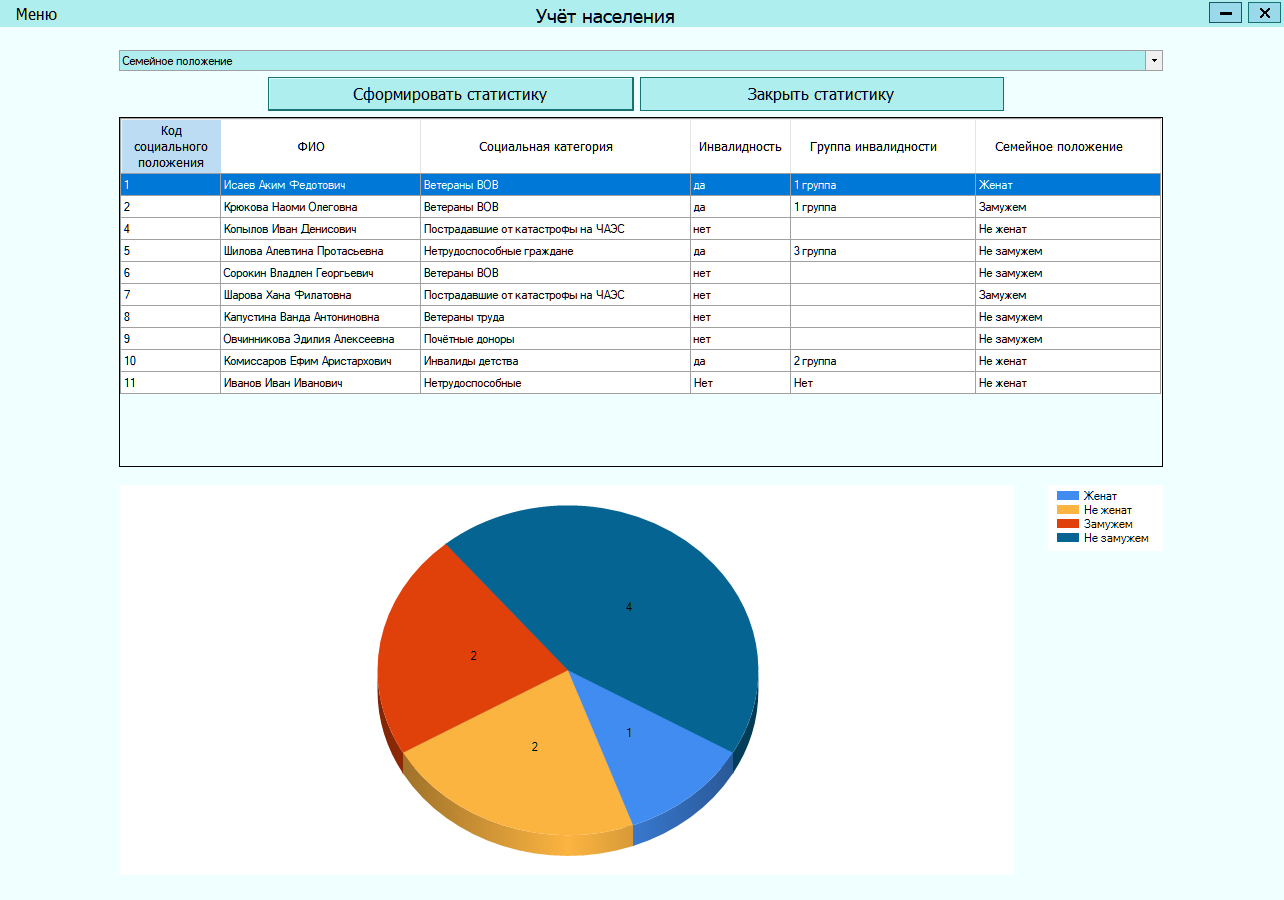 Меню
Учёт населения
Семейное положение
Сформировать статистику
Закрыть статистику
Код социального положения ФИО Социальная категория Инвалидность Группа инвалидности Семейное положение
1 Исаев Аким Федотович Ветераны ВОВ да 1 группа Женат
2 Крюкова Наоми Олеговна Ветераны ВОВ да 1 группа Замужем
4 Копылов Иван Денисович Пострадавшие от катастрофы на ЧАЭС нет Не женат
5 Шилова Алевтина Протасьевна Нетрудоспособные граждане да 3 группа Не замужем
6 Сорокин Владлен Георгьевич Ветераны ВОВ нет Не замужем
7 Шарова Хана Филатовна Пострадавшие от катастрофы на ЧАЭС нет Замужем
8 Капустина Ванда Антониновна Ветераны труда нет Не замужем
9 Овчинникова Эдилия Алексеевна Почётные доноры нет Не замужем
10 Комиссаров Ефим Аристархович Инвалиды детства да 2 группа Не женат
11 Иванов Иван Иванович Нетрудоспособные Нет Нет Не женат
Женат
Не женат
Замужем
Не замужем
4
2
1
2